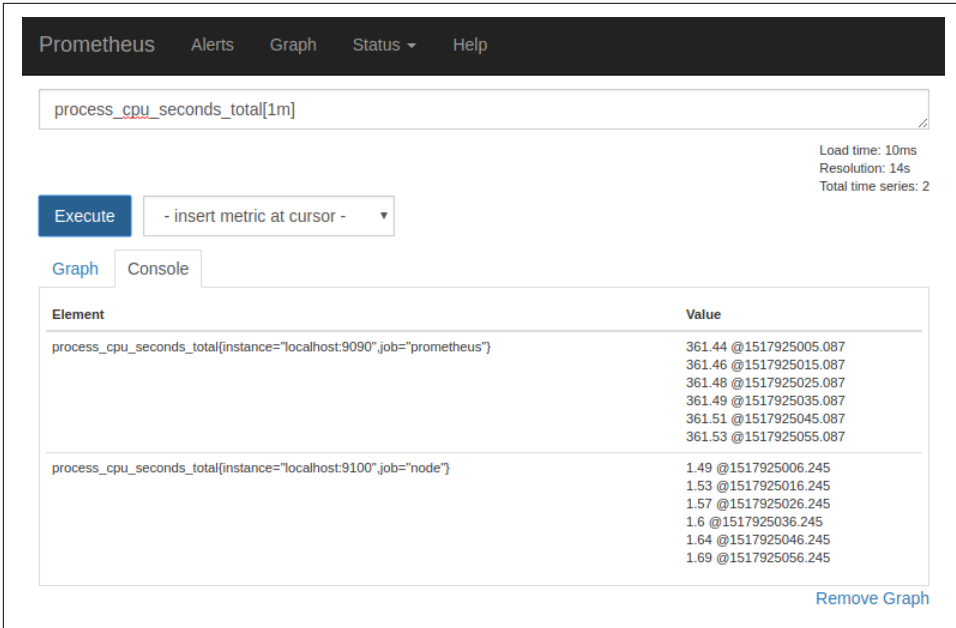 Prometheus Alerts Graph Status Help
process_cpu_seconds_total[1m]
Load time: 10ms
Resolution: 14s
Total time series: 2
Execute - insert metric at cursor -
Graph Console
Element Value
process_cpu_seconds_total{instance="localhost:9090",job="prometheus"} 361.44 @1517925005.087
361.46 @1517925015.087
361.48 @1517925025.087
361.49 @1517925035.087
361.51 @1517925045.087
361.53 @1517925055.087
process_cpu_seconds_total{instance="localhost:9100",job="node"} 1.49 @1517925006.245
1.53 @1517925016.245
1.57 @1517925026.245
1.6 @1517925036.245
1.64 @1517925046.245
1.69 @1517925056.245
Remove Graph